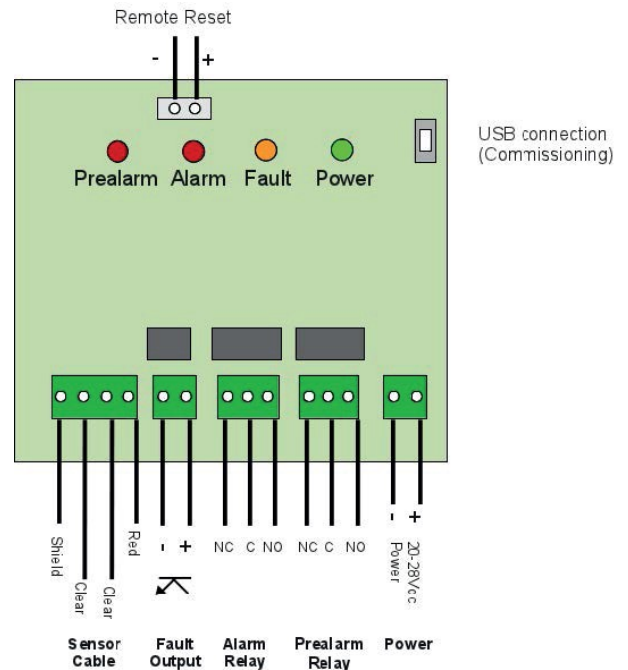 Remote Reset
- +
USB connection
(Commissioning)
Prealarm Alarm Fault Power
Shield
Clear
Clear
Red
- +
NC C NO
NC C NO
- +
Power
20-28Vcc
Sensor
Cable
Fault
Output
Alarm
Relay
Prealarm
Relay
Power